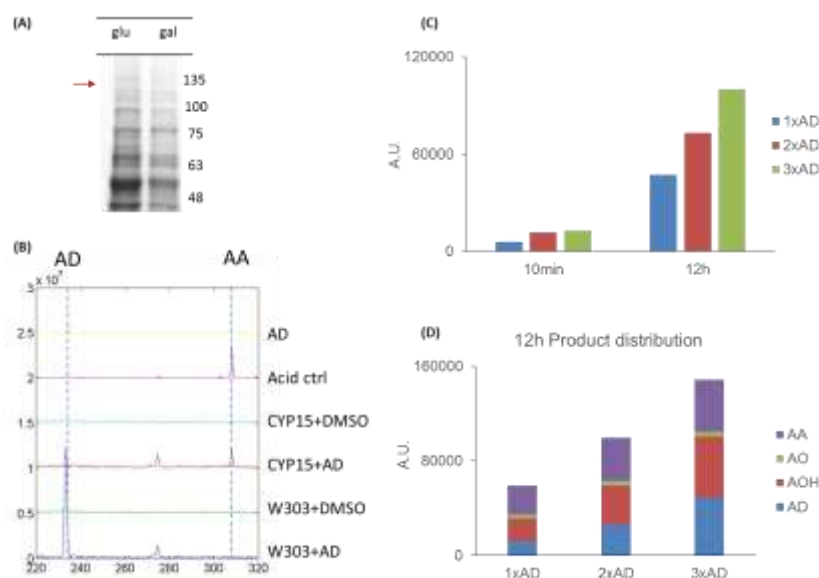 (A)
glu gal
135
100
75
63
48
(B)
AD AA
x 10⁷
3
2.5
2
1.5
1
0.5
0
220 240 260 280 300 320
AD
Acid ctrl
CYP15+DMSO
CYP15+AD
W303+DMSO
W303+AD
(C)
A.U.
120000
60000
0
10min 12h
1xAD
2xAD
3xAD
(D)
12h Product distribution
A.U.
160000
80000
0
1xAD 2xAD 3xAD
AA
AO
AOH
AD